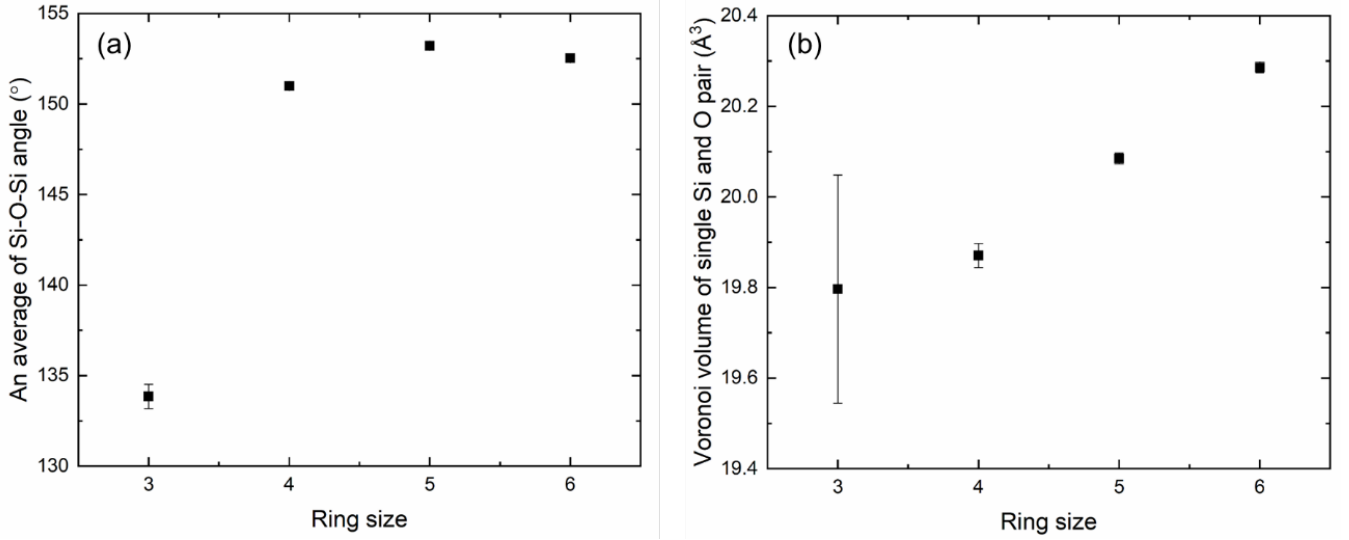 (a)
An average of Si-O-Si angle (°)
155
150
145
140
135
130
3 4 5 6
Ring size
(b)
Voronoi volume of single Si and O pair (Å³)
20.4
20.2
20.0
19.8
19.6
19.4
3 4 5 6
Ring size